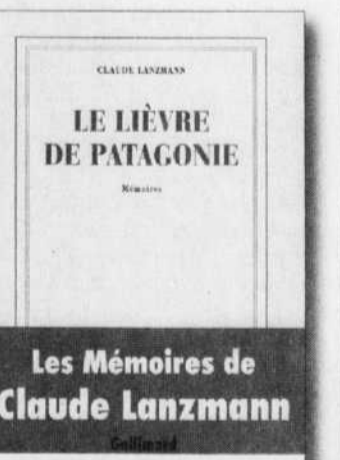 CLAUDE LANZMANN
LE LIÈVRE
DE PATAGONIE
Mémoires
Les Mémoires de
Claude Lanzmann
Gallimard